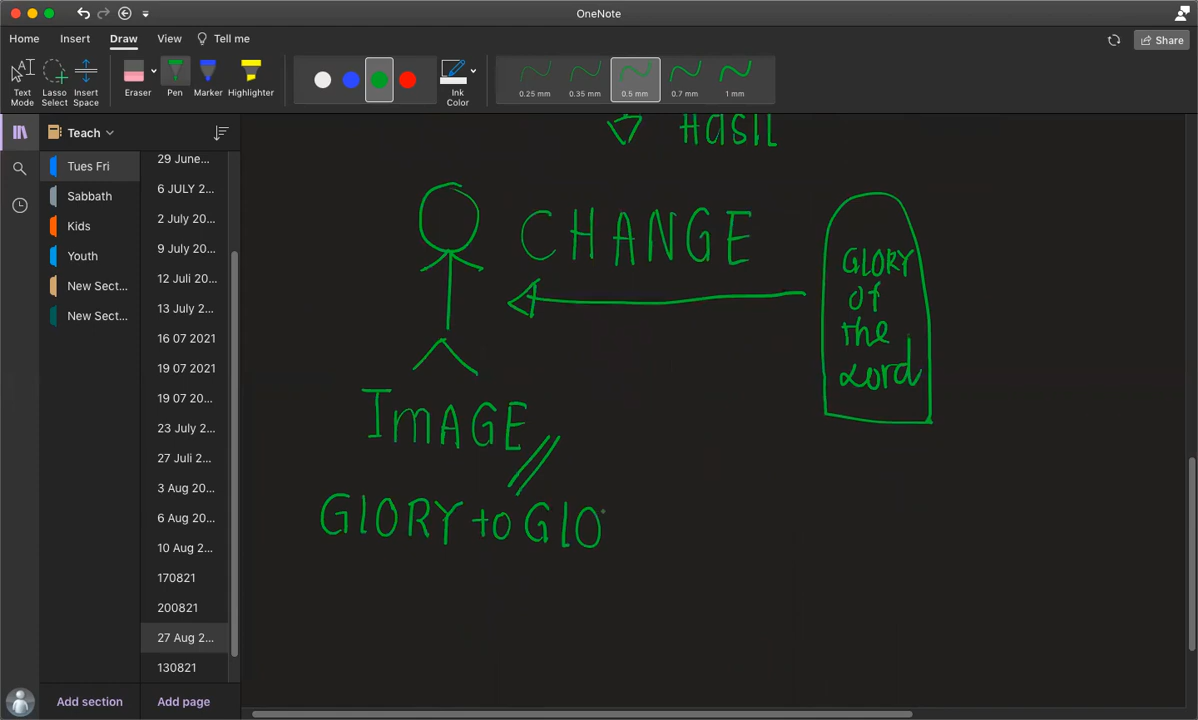 OneNote
Home Insert Draw View Tell me
Share
Text Mode
Lasso Select
Insert Space
Eraser
Pen
Marker
Highlighter
Ink Color
0.25 mm
0.35 mm
0.5 mm
0.7 mm
1 mm
Teach
Tues Fri
Sabbath
Kids
Youth
New Sect...
New Sect...
Add section
29 June...
6 JULY 2...
2 July 20...
9 July 20...
12 Juli 20...
13 July 2...
16 07 2021
19 07 2021
19 07 20...
23 July 2...
27 Juli 20...
3 Aug 20...
6 Aug 20...
10 Aug 2...
170821
200821
27 Aug 2...
130821
Add page
Hasil
CHANGE
GLORY
of
the
Lord
ImAGE
GlORY to GlO